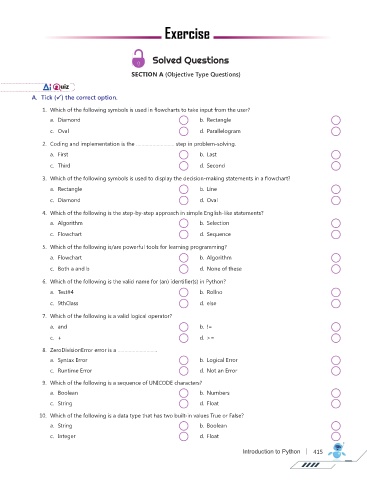 Exercise
Solved Questions
SECTION A (Objective Type Questions)
Ai Quiz
A. Tick (✓) the correct option.
1. Which of the following symbols is used in flowcharts to take input from the user?
a. Diamond b. Rectangle
c. Oval d. Parallelogram
2. Coding and implementation is the ..................... step in problem-solving.
a. First b. Last
c. Third d. Second
3. Which of the following symbols is used to display the decision-making statements in a flowchart?
a. Rectangle b. Line
c. Diamond d. Oval
4. Which of the following is the step-by-step approach in simple English-like statements?
a. Algorithm b. Selection
c. Flowchart d. Sequence
5. Which of the following is/are powerful tools for learning programming?
a. Flowchart b. Algorithm
c. Both a and b d. None of these
6. Which of the following is the valid name for (an) identifier(s) in Python?
a. Test#4 b. Rollno
c. 9thClass d. else
7. Which of the following is a valid logical operator?
a. and b. !=
c. + d. >=
8. ZeroDivisionError error is a .....................
a. Syntax Error b. Logical Error
c. Runtime Error d. Not an Error
9. Which of the following is a sequence of UNICODE characters?
a. Boolean b. Numbers
c. String d. Float
10. Which of the following is a data type that has two built-in values True or False?
a. String b. Boolean
c. Integer d. Float
Introduction to Python | 415